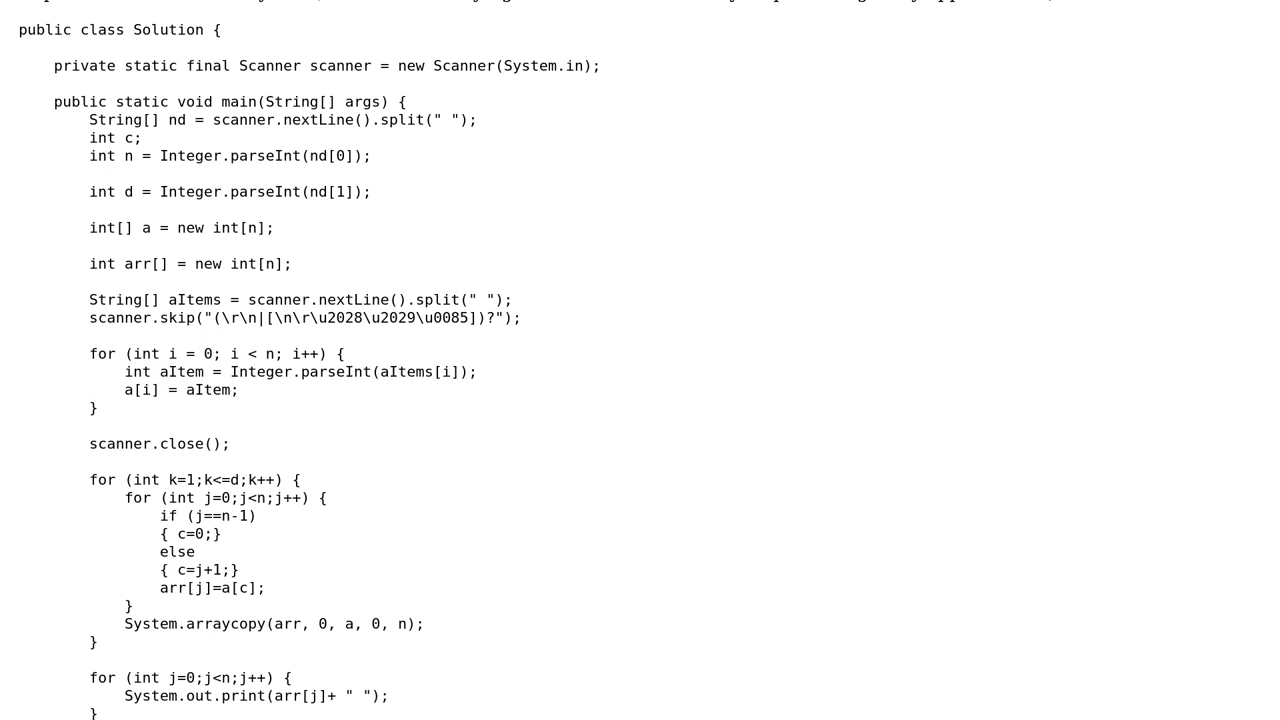 public class Solution {
private static final Scanner scanner = new Scanner(System.in);
public static void main(String[] args) {
String[] nd = scanner.nextLine().split(" ");
int c;
int n = Integer.parseInt(nd[0]);
int d = Integer.parseInt(nd[1]);
int[] a = new int[n];
int arr[] = new int[n];
String[] aItems = scanner.nextLine().split(" ");
scanner.skip("(\r\n|[\n\r\u2028\u2029\u0085])?");
for (int i = 0; i < n; i++) {
int aItem = Integer.parseInt(aItems[i]);
a[i] = aItem;
}
scanner.close();
for (int k=1;k<=d;k++) {
for (int j=0;j<n;j++) {
if (j==n-1)
{ c=0;}
else
{ c=j+1;}
arr[j]=a[c];
}
System.arraycopy(arr, 0, a, 0, n);
}
for (int j=0;j<n;j++) {
System.out.print(arr[j]+ " ");
}